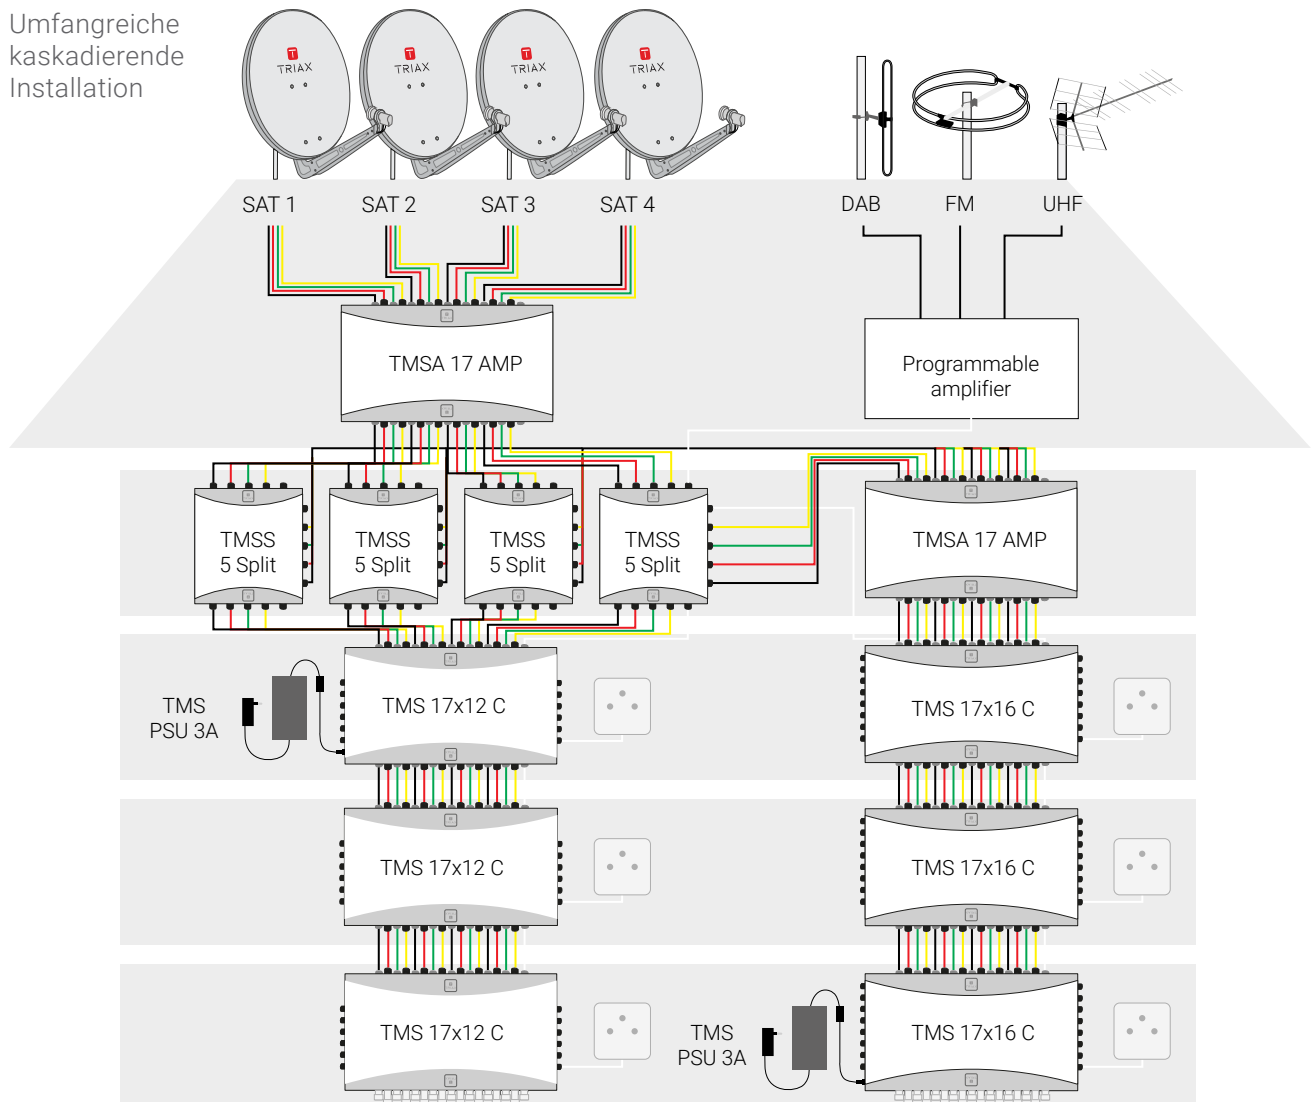 Umfangreiche
kaskadierende
Installation
TRIAX
TRIAX
TRIAX
TRIAX
SAT 1
SAT 2
SAT 3
SAT 4
DAB
FM
UHF
TMSA 17 AMP
Programmable
amplifier
TMSS
5 Split
TMSS
5 Split
TMSS
5 Split
TMSS
5 Split
TMSA 17 AMP
TMS
PSU 3A
TMS 17x12 C
TMS 17x16 C
TMS 17x12 C
TMS 17x16 C
TMS 17x12 C
TMS
PSU 3A
TMS 17x16 C